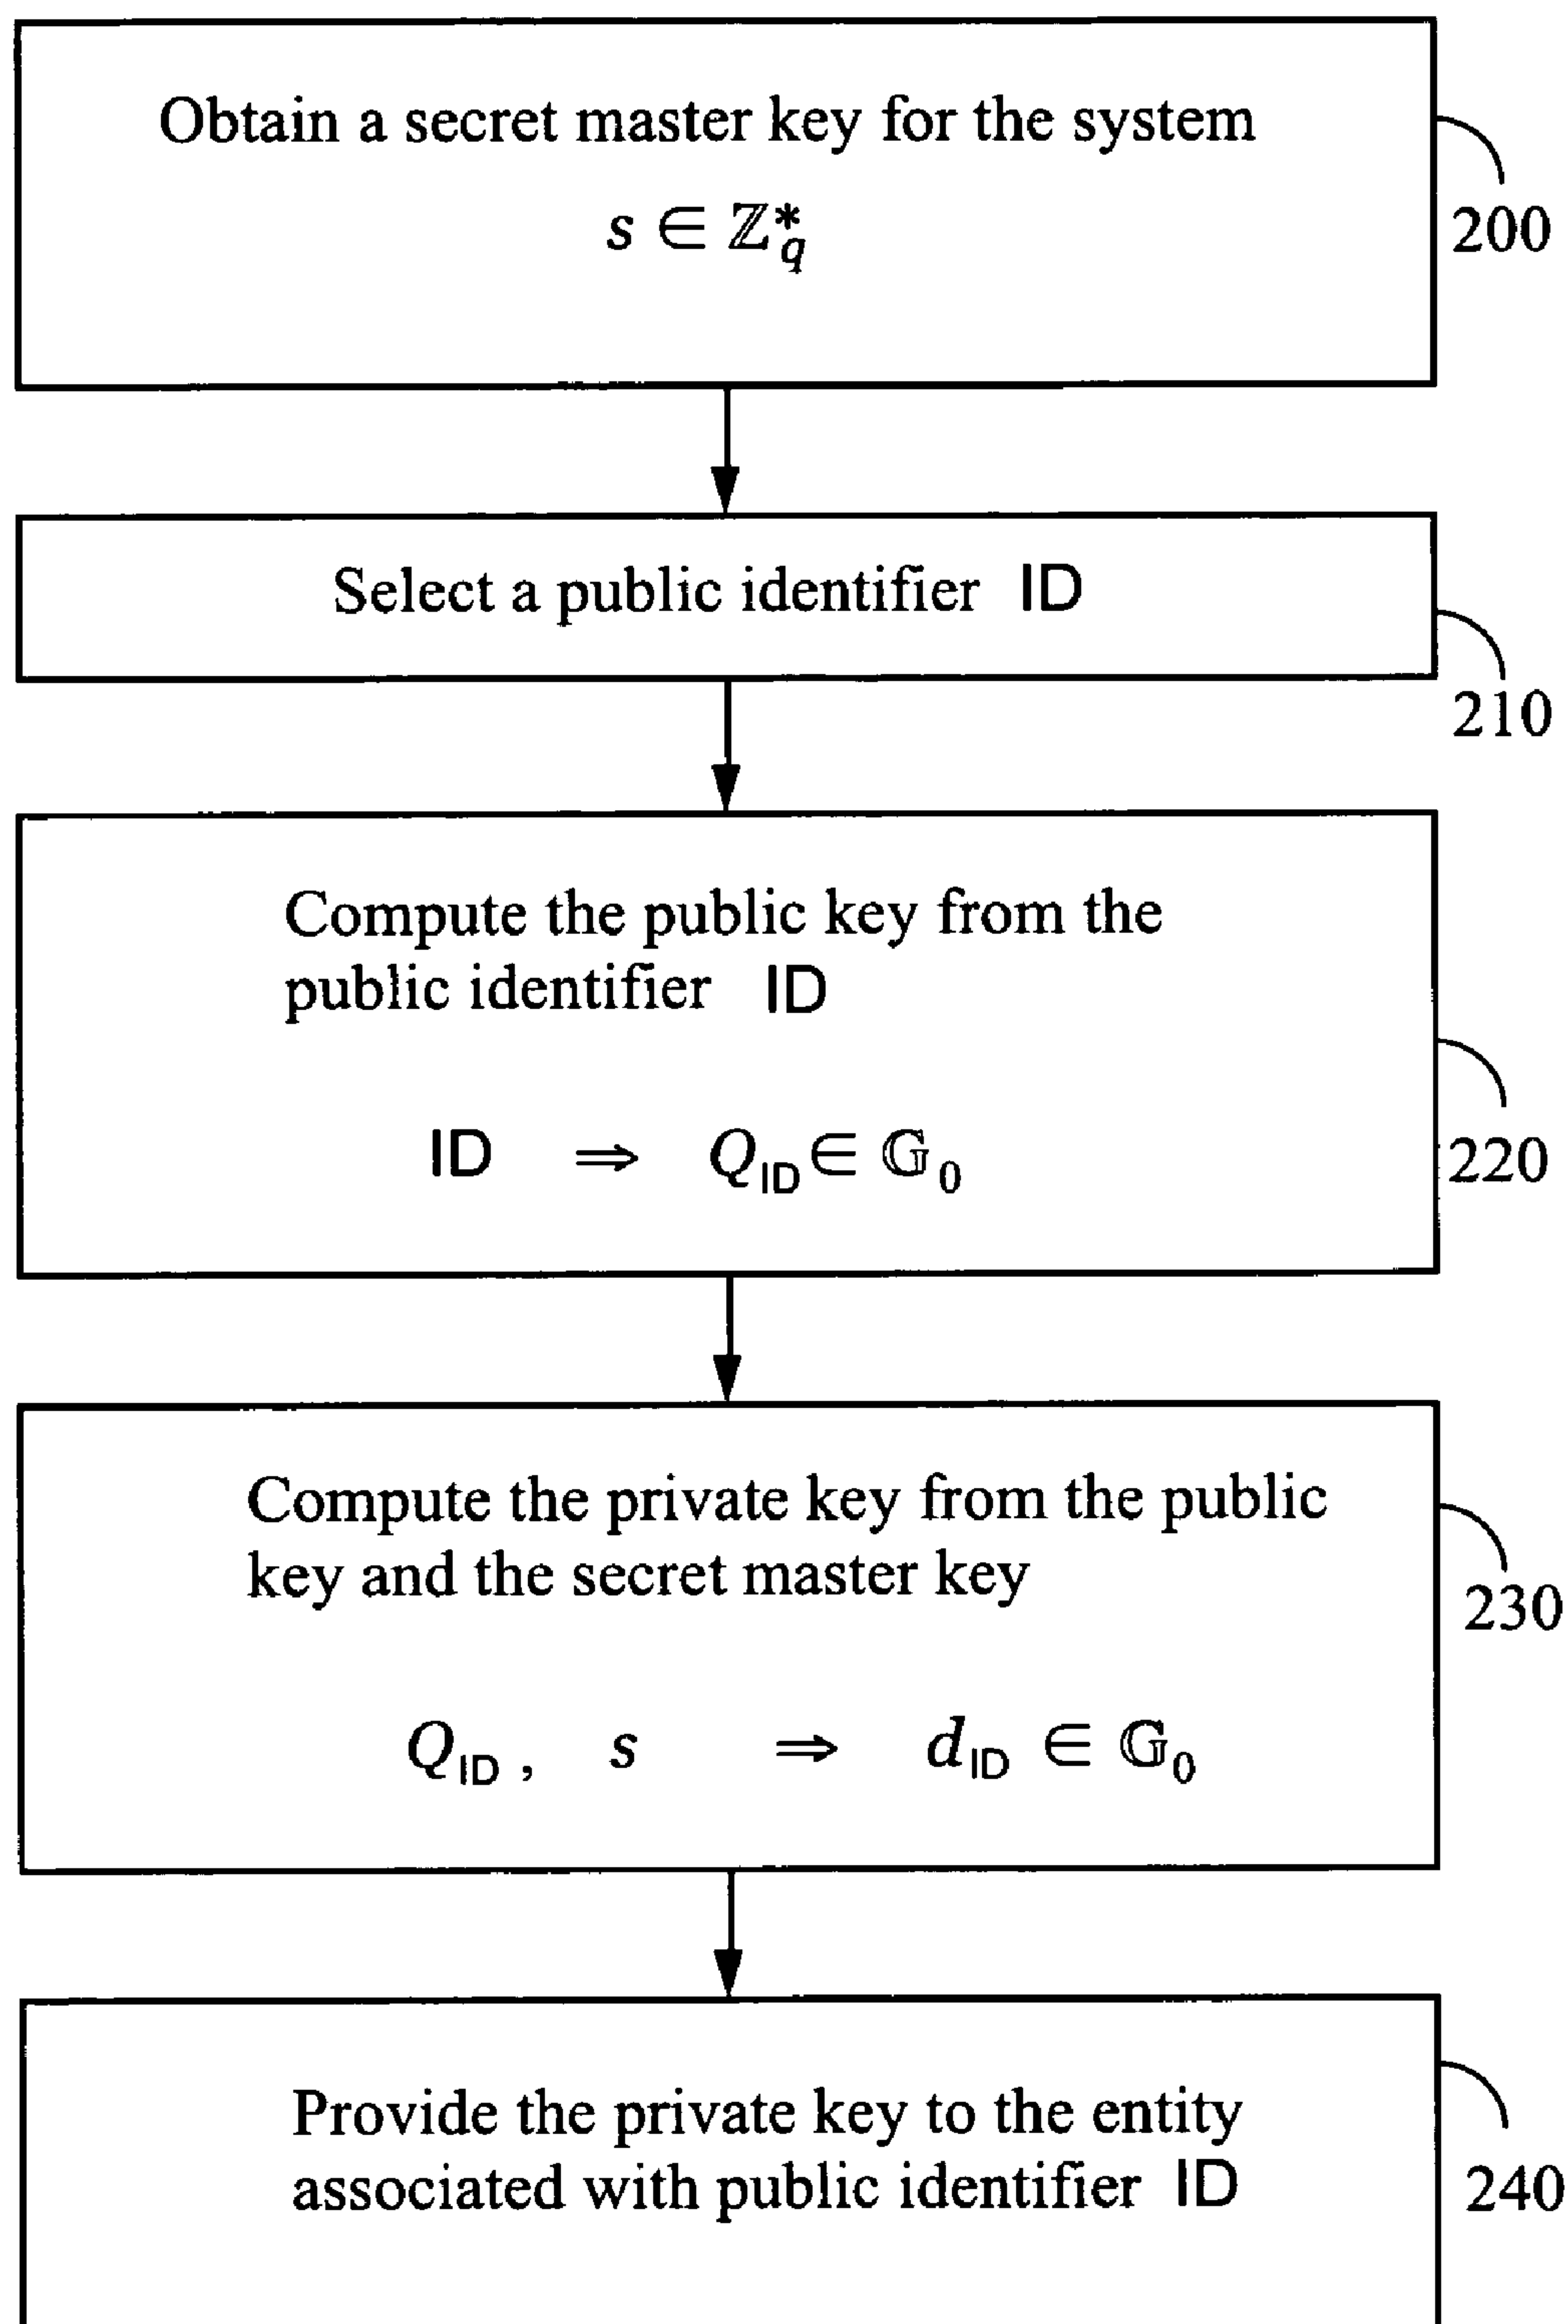 Obtain a secret master key for the system
s ∈ ℤ*q
200
Select a public identifier ID
210
Compute the public key from the
public identifier ID
ID ⇒ QID ∈ 𝔾0
220
Compute the private key from the public
key and the secret master key
230
QID , s ⇒ dID ∈ 𝔾0
Provide the private key to the entity
associated with public identifier ID
240